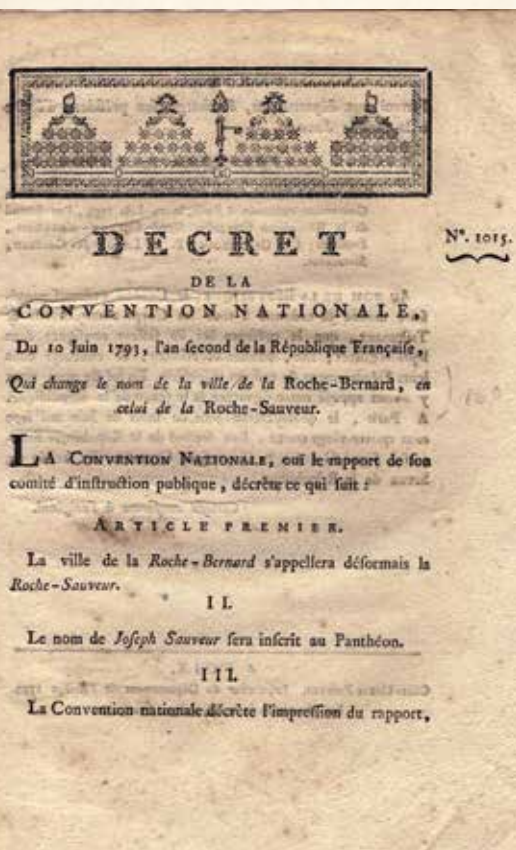 DECRET
N°. 1015.
DE LA
CONVENTION NATIONALE,
Du 10 Juin 1793, l'an ſecond de la République Françaiſe,
Qui change le nom de la ville de la Roche-Bernard, en
celui de la Roche-Sauveur.
LA CONVENTION NATIONALE, ouï le rapport de ſon
comité d'inſtruction publique, décrète ce qui ſuit :
ARTICLE PREMIER.
La ville de la Roche-Bernard s'appellera déſormais la
Roche-Sauveur.
II.
Le nom de Joſeph Sauveur ſera inſcrit au Panthéon.
III.
La Convention nationale décrète l'impreſſion du rapport,